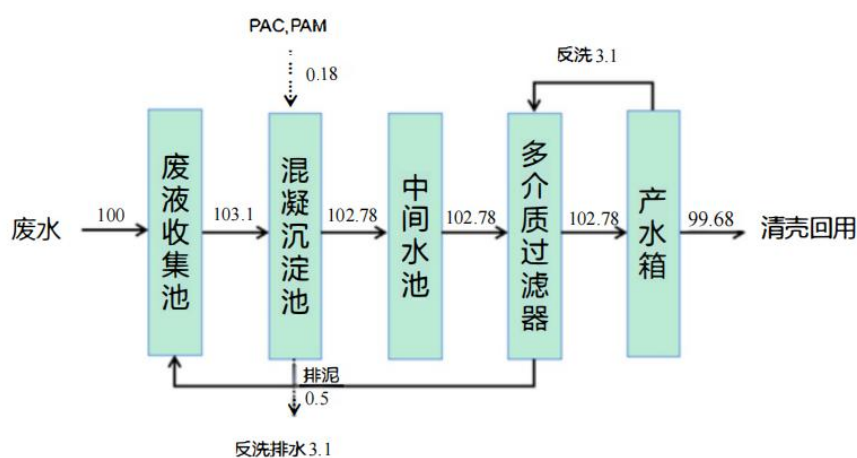 PAC,PAM
0.18
反洗3.1
废水
100
废液收集池
103.1
混凝沉淀池
102.78
中间水池
102.78
多介质过滤器
102.78
产水箱
99.68
清壳回用
排泥
0.5
反洗排水3.1